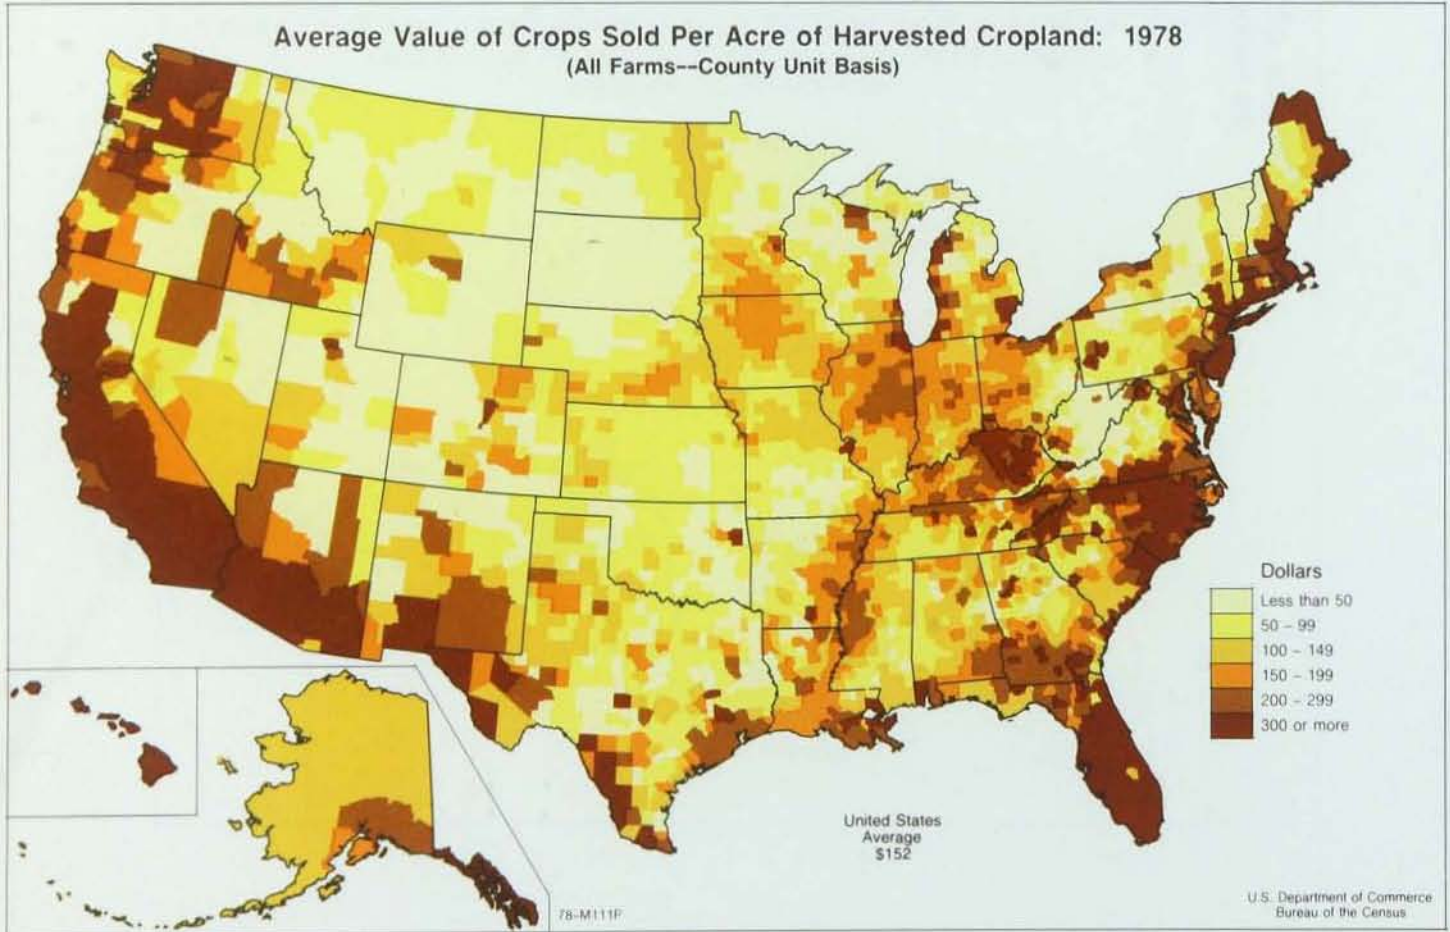 Average Value of Crops Sold Per Acre of Harvested Cropland: 1978
(All Farms--County Unit Basis)
Dollars
Less than 50
50 - 99
100 - 149
150 - 199
200 - 299
300 or more
United States
Average
$152
78-M111P
U.S. Department of Commerce
Bureau of the Census